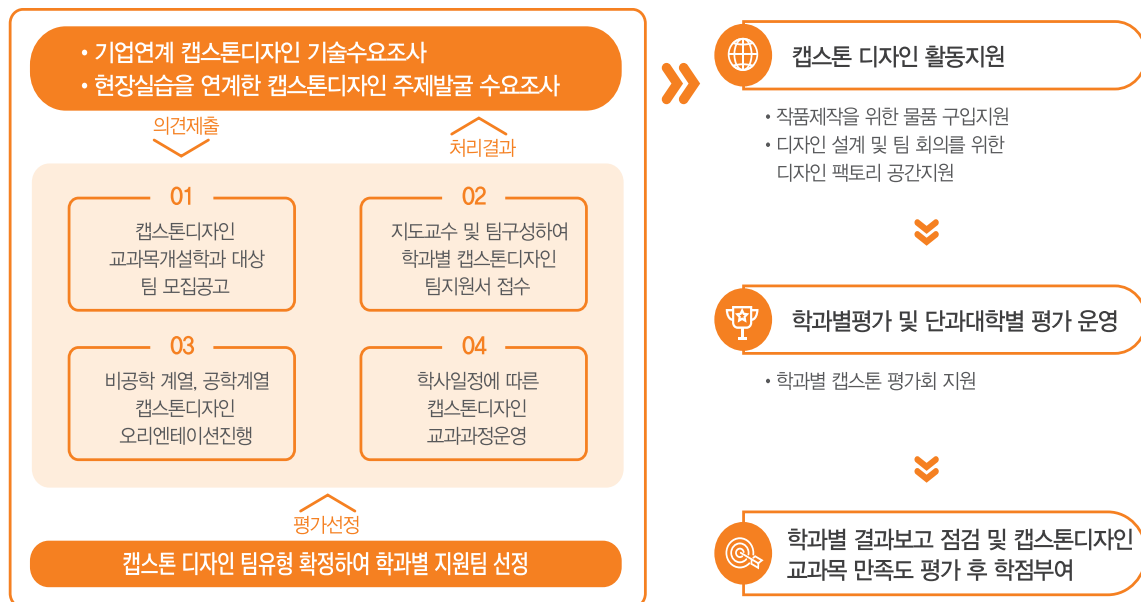 • 기업연계 캡스톤디자인 기술수요조사
• 현장실습을 연계한 캡스톤디자인 주제발굴 수요조사
의견제출
처리결과
01
캡스톤디자인
교과목개설학과 대상
팀 모집공고
02
지도교수 및 팀구성하여
학과별 캡스톤디자인
팀지원서 접수
03
비공학 계열, 공학계열
캡스톤디자인
오리엔테이션진행
04
학사일정에 따른
캡스톤디자인
교과과정운영
평가선정
캡스톤 디자인 팀유형 확정하여 학과별 지원팀 선정
캡스톤 디자인 활동지원
• 작품제작을 위한 물품 구입지원
• 디자인 설계 및 팀 회의를 위한
디자인 팩토리 공간지원
학과별평가 및 단과대학별 평가 운영
• 학과별 캡스톤 평가회 지원
학과별 결과보고 점검 및 캡스톤디자인
교과목 만족도 평가 후 학점부여